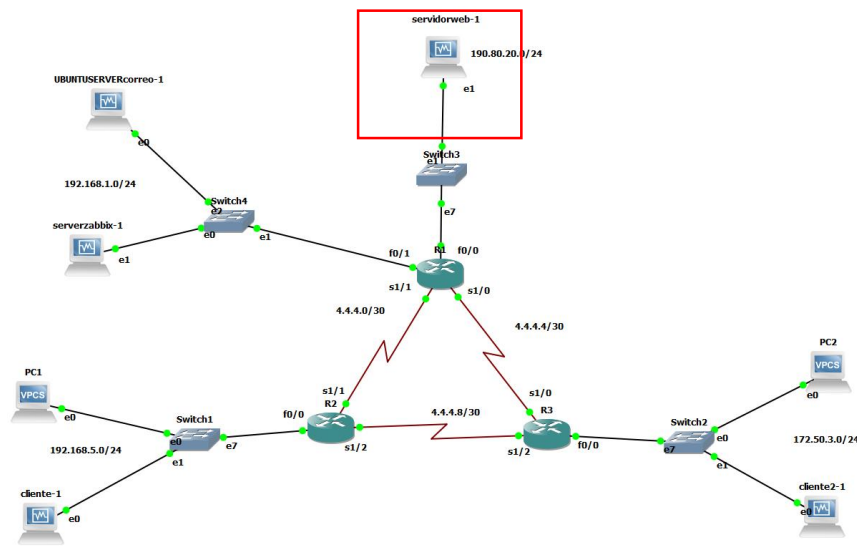 servidorweb-1
190.80.20.0/24
e1
UBUNTUSERVERcorreo-1
e0
192.168.1.0/24
Switch4
e2
e0
e1
serverzabbix-1
e1
e1
Switch3
e7
f0/1
R1
f0/0
s1/1
s1/0
4.4.4.0/30
4.4.4.4/30
PC1
VPCS
e0
Switch1
e0
e1
e7
192.168.5.0/24
cliente-1
e0
s1/1
R2
f0/0
s1/2
4.4.4.8/30
s1/0
R3
s1/2
f0/0
PC2
VPCS
e0
Switch2
e0
e7
e1
172.50.3.0/24
cliente2-1
e0